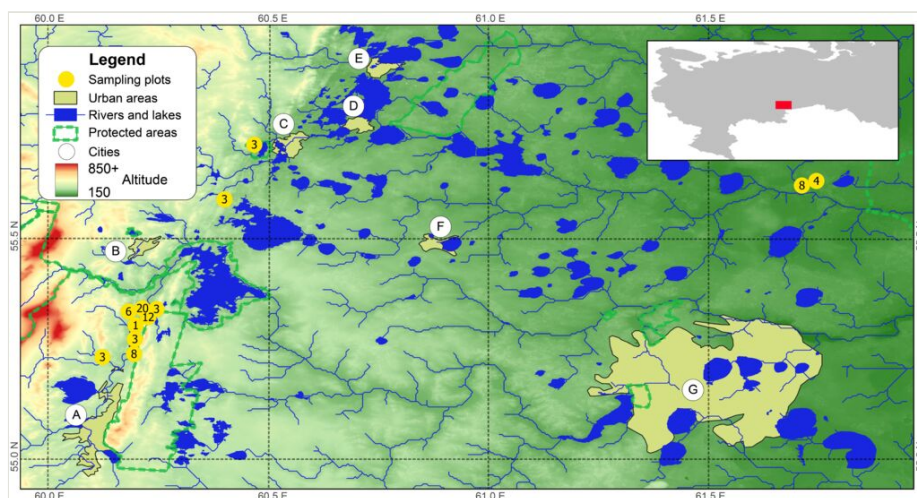 60.0 E
60.5
61.0
61.5
Legend
Sampling plots
Urban areas
Rivers and lakes
Protected areas
Cities
850+
Altitude
150
E
D
C
3
3
8
4
F
B
55.5 N
6
20
3
12
1
3
8
3
A
G
55.0 N
60.0 E
60.5
61.0
61.5